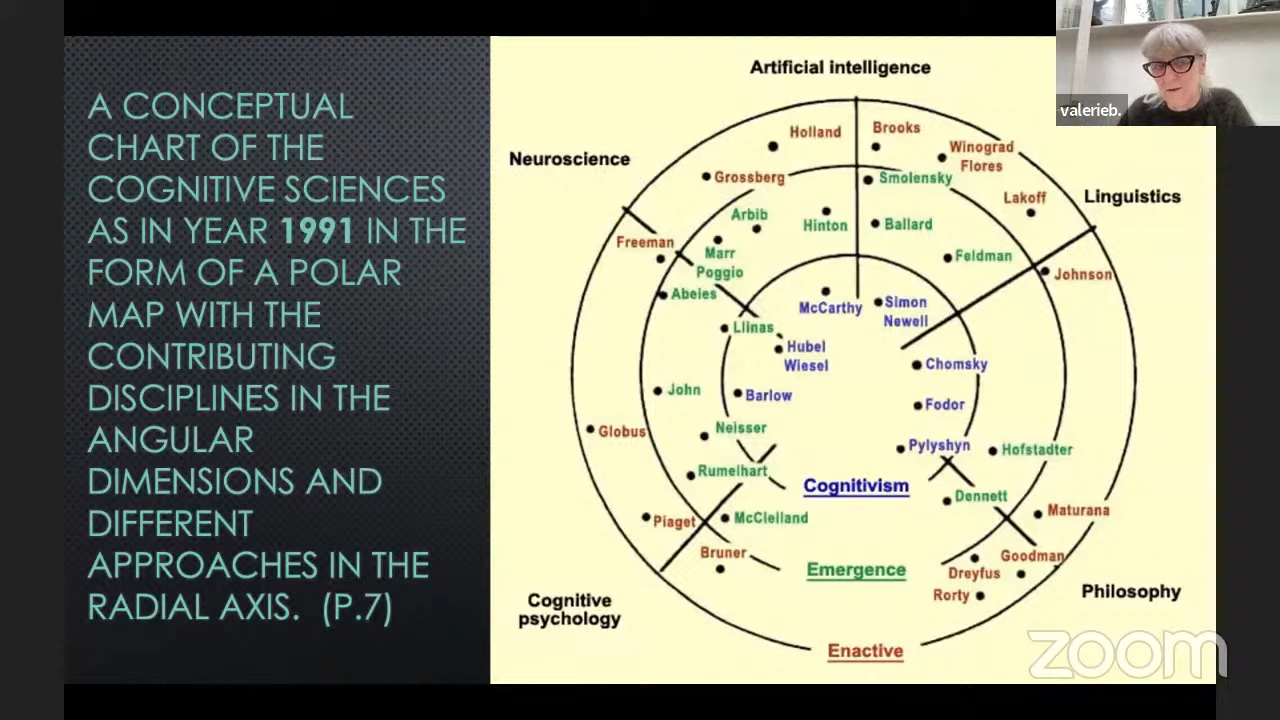 A CONCEPTUAL
CHART OF THE
COGNITIVE SCIENCES
AS IN YEAR 1991 IN THE
FORM OF A POLAR
MAP WITH THE
CONTRIBUTING
DISCIPLINES IN THE
ANGULAR
DIMENSIONS AND
DIFFERENT
APPROACHES IN THE
RADIAL AXIS. (P.7)
Artificial intelligence
Neuroscience
Linguistics
Cognitive
psychology
Philosophy
Holland
Brooks
Winograd
Flores
Grossberg
Smolensky
Lakoff
Arbib
Hinton
Ballard
Freeman
Marr
Poggio
Feldman
Johnson
Abeies
McCarthy
Simon
Newell
Llinas
Hubel
Wiesel
Chomsky
John
Barlow
Fodor
Globus
Neisser
Pylyshyn
Hofstadter
Rumelhart
Cognitivism
Dennett
Piaget
McClelland
Maturana
Bruner
Emergence
Goodman
Dreyfus
Rorty
Enactive
valerieb.
zoom